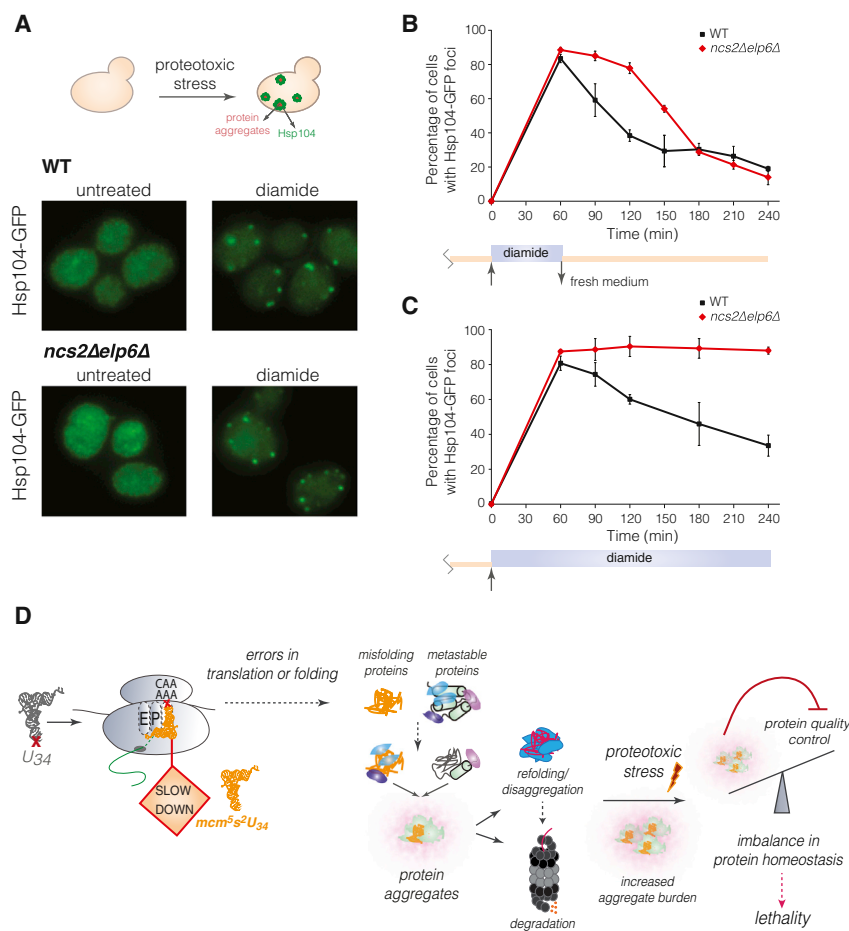 A
proteotoxic
stress
protein
aggregates
Hsp104
WT
untreated
diamide
Hsp104-GFP
ncs2Δelp6Δ
untreated
diamide
Hsp104-GFP
B
Percentage of cells
with Hsp104-GFP foci
100
80
60
40
20
0
WT
ncs2Δelp6Δ
0 30 60 90 120 150 180 210 240
Time (min)
diamide
fresh medium
C
Percentage of cells
with Hsp104-GFP foci
100
80
60
40
20
0
WT
ncs2Δelp6Δ
0 30 60 90 120 150 180 210 240
Time (min)
diamide
D
x
U34
CAA
AAA
x
E P
SLOW
DOWN
mcm⁵s²U34
errors in
translation or folding
misfolding
proteins
metastable
proteins
protein
aggregates
refolding/
disaggregation
degradation
proteotoxic
stress
increased
aggregate burden
protein quality
control
imbalance in
protein homeostasis
lethality